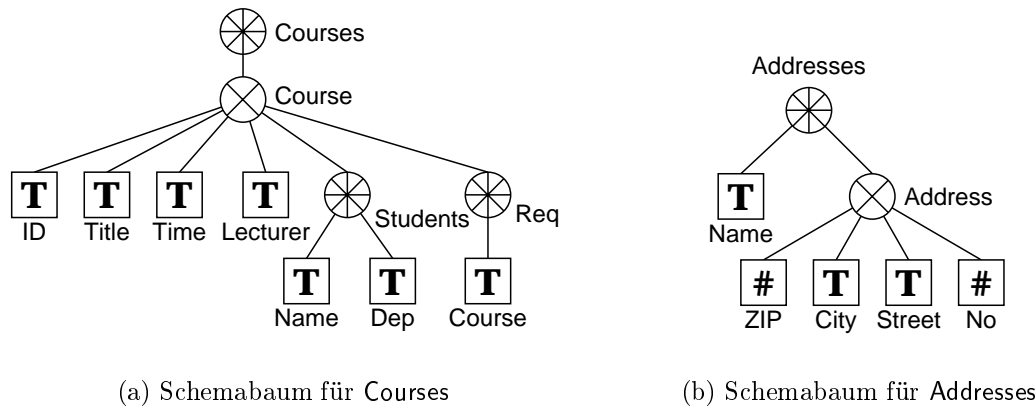 Courses
Course
T T T T
ID Title Time Lecturer Students Req
T T T
Name Dep Course
(a) Schemabaum für Courses
Addresses
T
Name
Address
# T T #
ZIP City Street No
(b) Schemabaum für Addresses